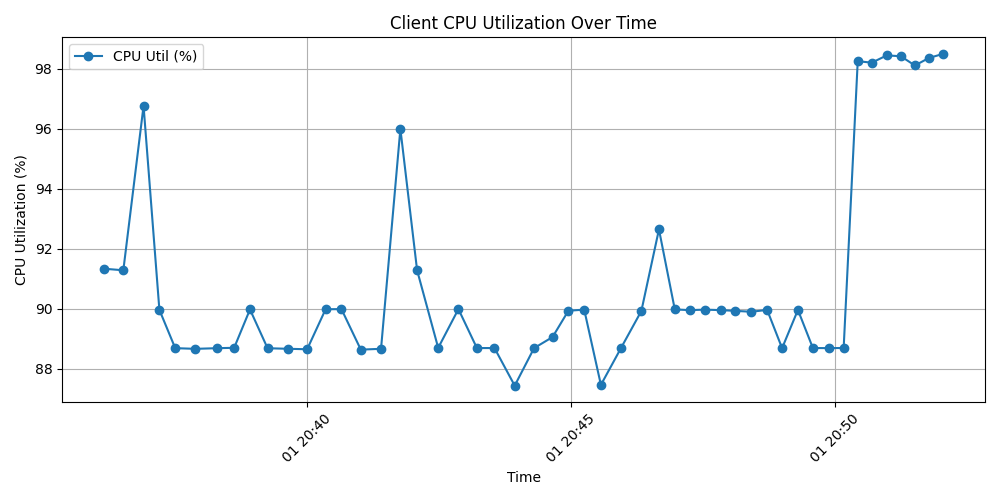 Client CPU Utilization Over Time
CPU Util (%)
98
96
94
92
90
88
CPU Utilization (%)
01 20:40
01 20:45
01 20:50
Time